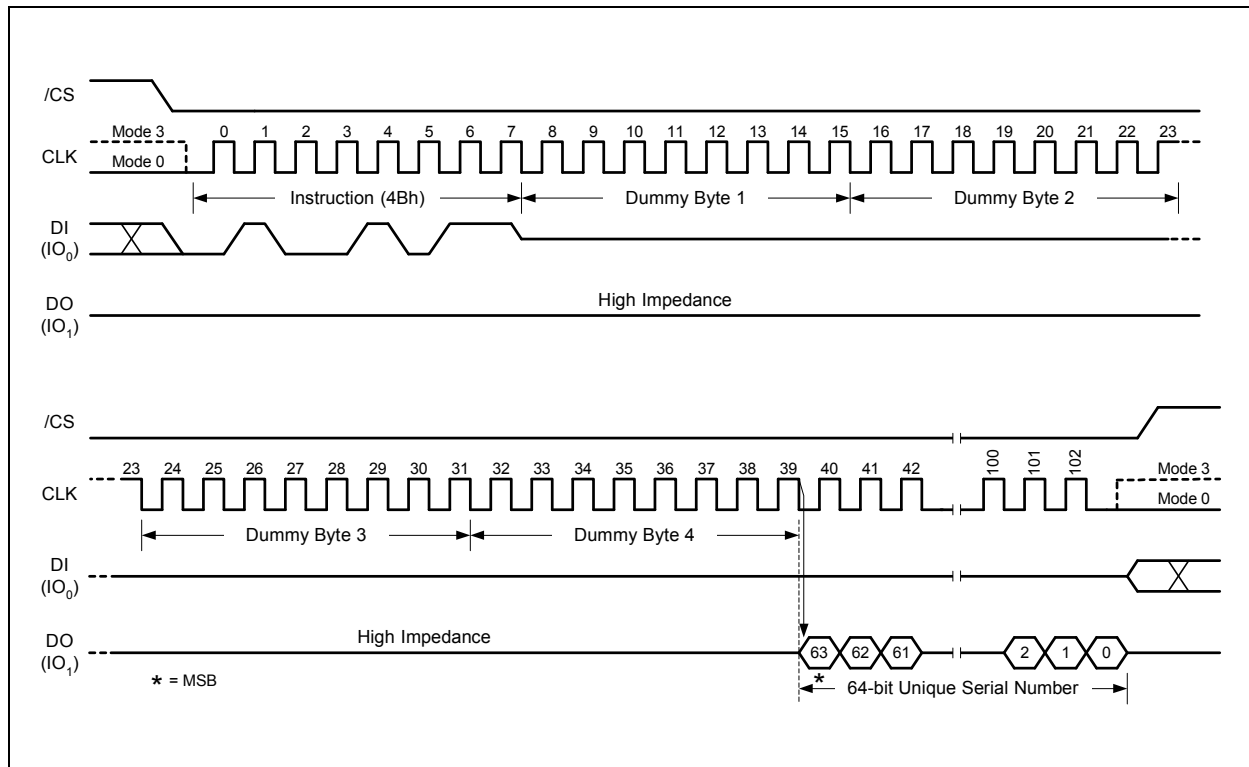 /CS
Mode 3 0 1 2 3 4 5 6 7 8 9 10 11 12 13 14 15 16 17 18 19 20 21 22 23
CLK
Mode 0
Instruction (4Bh) Dummy Byte 1 Dummy Byte 2
DI
(IO0)
High Impedance
DO
(IO1)
/CS
23 24 25 26 27 28 29 30 31 32 33 34 35 36 37 38 39 40 41 42 100 101 102 Mode 3
CLK
Mode 0
Dummy Byte 3 Dummy Byte 4
DI
(IO0)
High Impedance
DO
(IO1)
63 62 61 2 1 0
* = MSB
* 64-bit Unique Serial Number